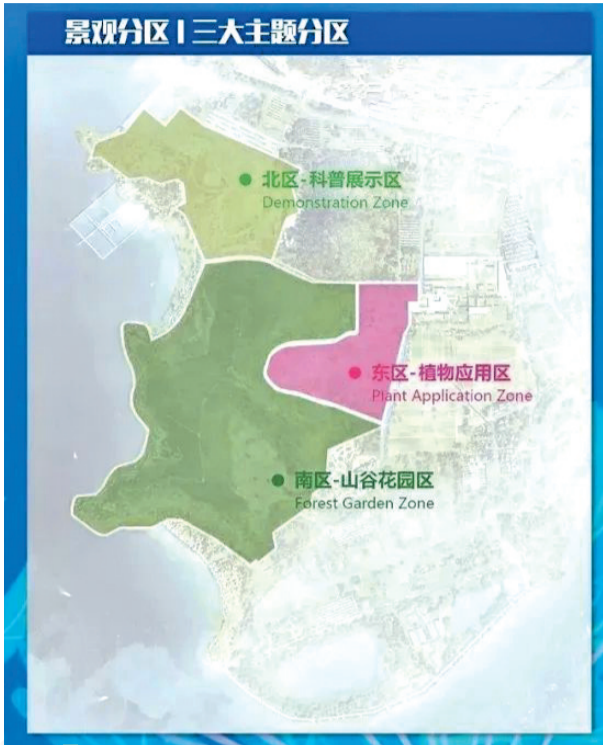 景观分区|三大主题分区
北区-科普展示区
Demonstration Zone
东区-植物应用区
Plant Application Zone
南区-山谷花园区
Forest Garden Zone